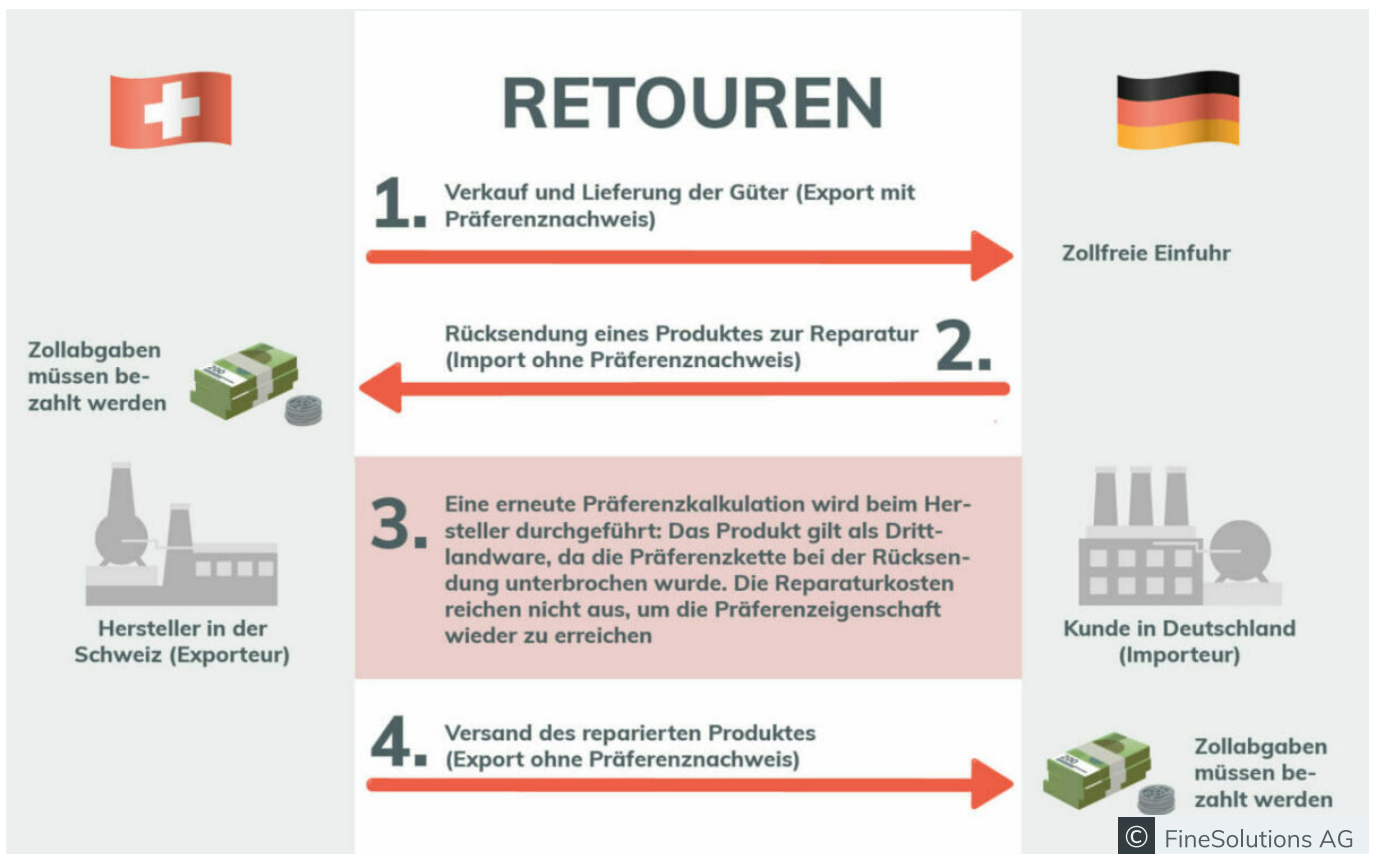 RETOUREN
1.
Verkauf und Lieferung der Güter (Export mit
Präferenznachweis)
Zollfreie Einfuhr
Rücksendung eines Produktes zur Reparatur
(Import ohne Präferenznachweis)
2.
Zollabgaben
müssen be-
zahlt werden
200
3.
Eine erneute Präferenzkalkulation wird beim Her-
steller durchgeführt: Das Produkt gilt als Dritt-
landware, da die Präferenzkette bei der Rücksen-
dung unterbrochen wurde. Die Reparaturkosten
reichen nicht aus, um die Präferenzeigenschaft
wieder zu erreichen
Hersteller in der
Schweiz (Exporteur)
Kunde in Deutschland
(Importeur)
4.
Versand des reparierten Produktes
(Export ohne Präferenznachweis)
200
Zollabgaben
müssen be-
zahlt werden
© FineSolutions AG